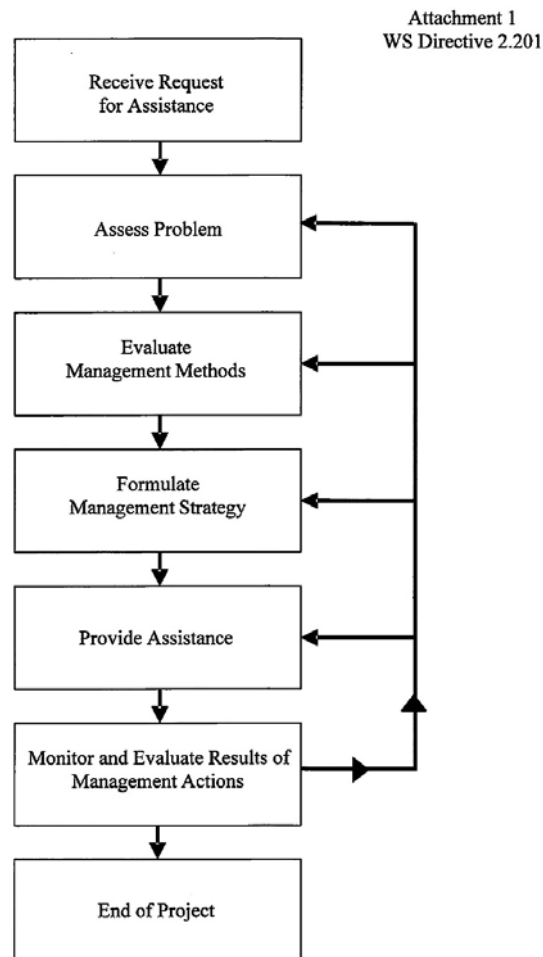 Attachment 1
WS Directive 2.201
Receive Request
for Assistance
Assess Problem
Evaluate
Management Methods
Formulate
Management Strategy
Provide Assistance
Monitor and Evaluate Results of
Management Actions
End of Project